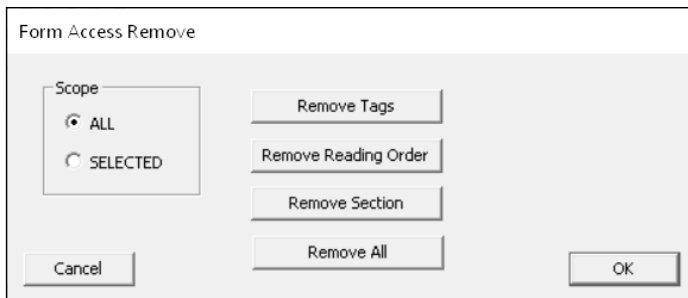 Form Access Remove
Scope
ALL
SELECTED
Remove Tags
Remove Reading Order
Remove Section
Remove All
Cancel
OK